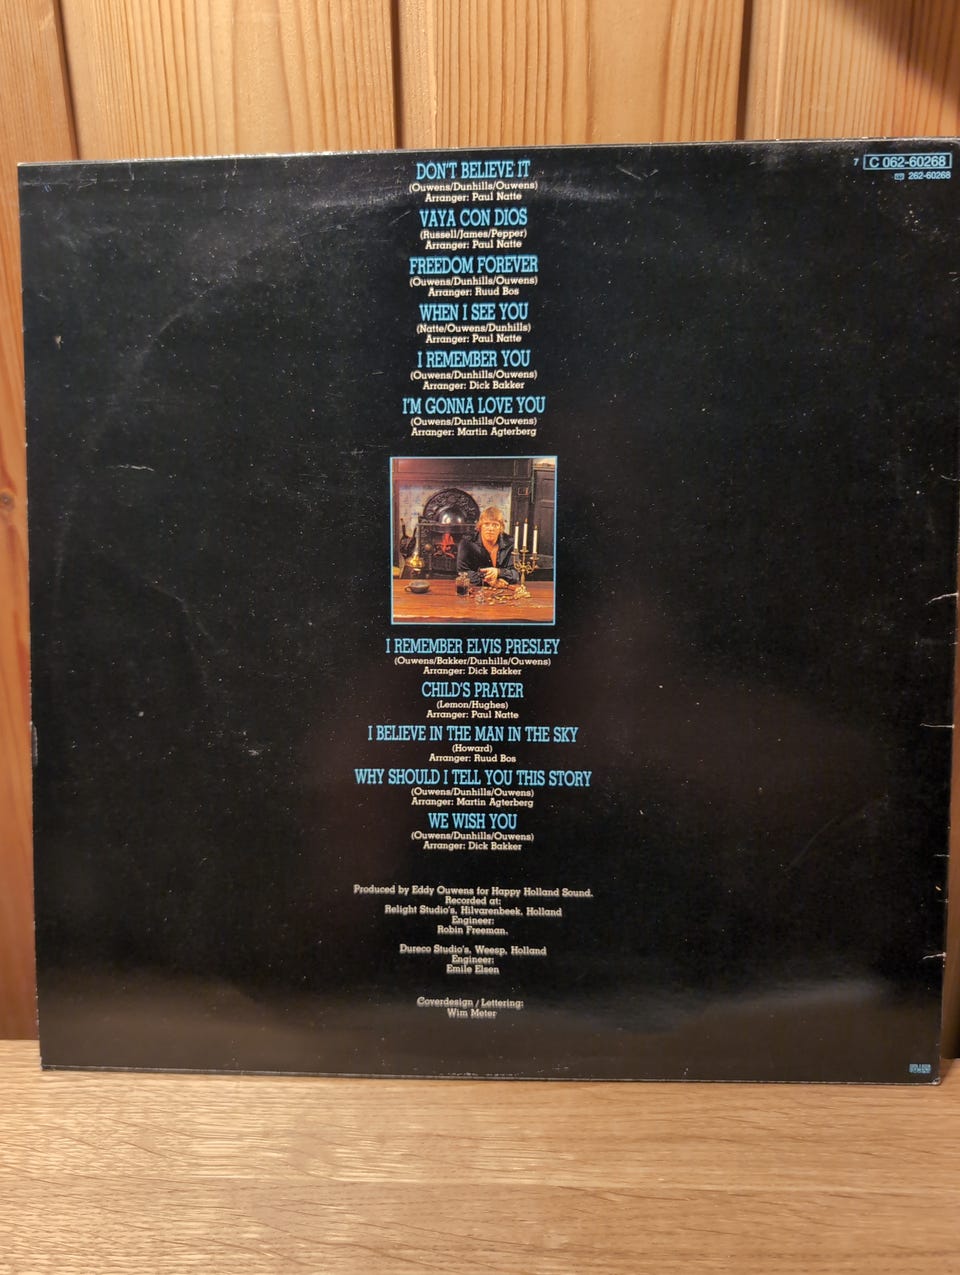 7 C 062-60268
262-60268
DON'T BELIEVE IT
(Ouwens/Dunhills/Ouwens)
Arranger: Paul Natte
VAYA CON DIOS
(Russell/James/Pepper)
Arranger: Paul Natte
FREEDOM FOREVER
(Ouwens/Dunhills/Ouwens)
Arranger: Ruud Bos
WHEN I SEE YOU
(Natte/Ouwens/Dunhills)
Arranger: Paul Natte
I REMEMBER YOU
(Ouwens/Dunhills/Ouwens)
Arranger: Dick Bakker
I'M GONNA LOVE YOU
(Ouwens/Dunhills/Ouwens)
Arranger: Martin Agterberg
I REMEMBER ELVIS PRESLEY
(Ouwens/Bakker/Dunhills/Ouwens)
Arranger: Dick Bakker
CHILD'S PRAYER
(Lemon/Hughes)
Arranger: Paul Natte
I BELIEVE IN THE MAN IN THE SKY
(Howard)
Arranger: Ruud Bos
WHY SHOULD I TELL YOU THIS STORY
(Ouwens/Dunhills/Ouwens)
Arranger: Martin Agterberg
WE WISH YOU
(Ouwens/Dunhills/Ouwens)
Arranger: Dick Bakker
Produced by Eddy Ouwens for Happy Holland Sound.
Recorded at:
Relight Studio's, Hilvarenbeek, Holland
Engineer:
Robin Freeman.
Dureco Studio's, Weesp, Holland
Engineer:
Emile Elsen
Coverdesign / Lettering:
Wim Meter